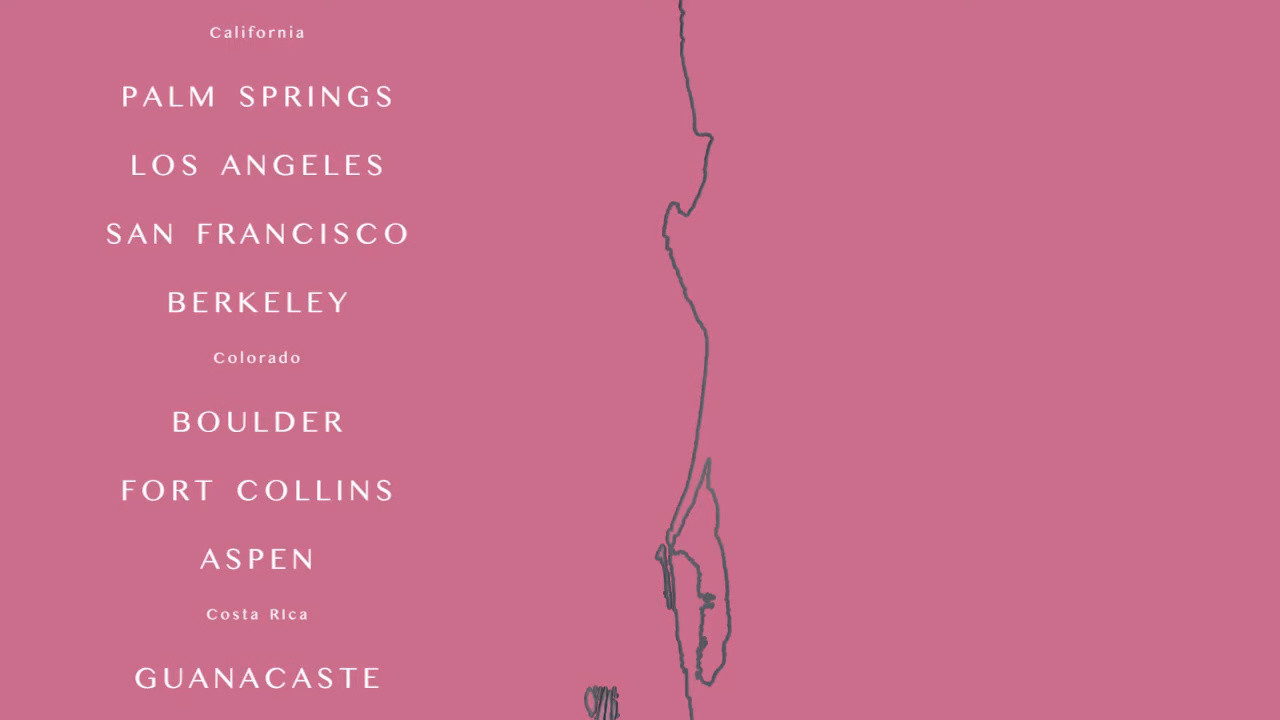 California
PALM SPRINGS
LOS ANGELES
SAN FRANCISCO
BERKELEY
Colorado
BOULDER
FORT COLLINS
ASPEN
Costa RIca
GUANACASTE